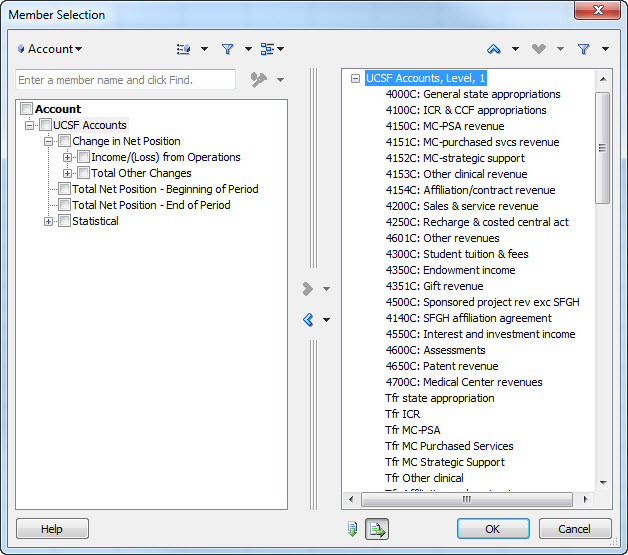 Member Selection
Account
Enter a member name and click Find.
Account
UCSF Accounts
Change in Net Position
Income/(Loss) from Operations
Total Other Changes
Total Net Position - Beginning of Period
Total Net Position - End of Period
Statistical
UCSF Accounts, Level, 1
4000C: General state appropriations
4100C: ICR & CCF appropriations
4150C: MC-PSA revenue
4151C: MC-purchased svcs revenue
4152C: MC-strategic support
4153C: Other clinical revenue
4154C: Affiliation/contract revenue
4200C: Sales & service revenue
4250C: Recharge & costed central act
4601C: Other revenues
4300C: Student tuition & fees
4350C: Endowment income
4351C: Gift revenue
4500C: Sponsored project rev exc SFGH
4140C: SFGH affiliation agreement
4550C: Interest and investment income
4600C: Assessments
4650C: Patent revenue
4700C: Medical Center revenues
Tfr state appropriation
Tfr ICR
Tfr MC-PSA
Tfr MC Purchased Services
Tfr MC Strategic Support
Tfr Other clinical
Help
OK
Cancel